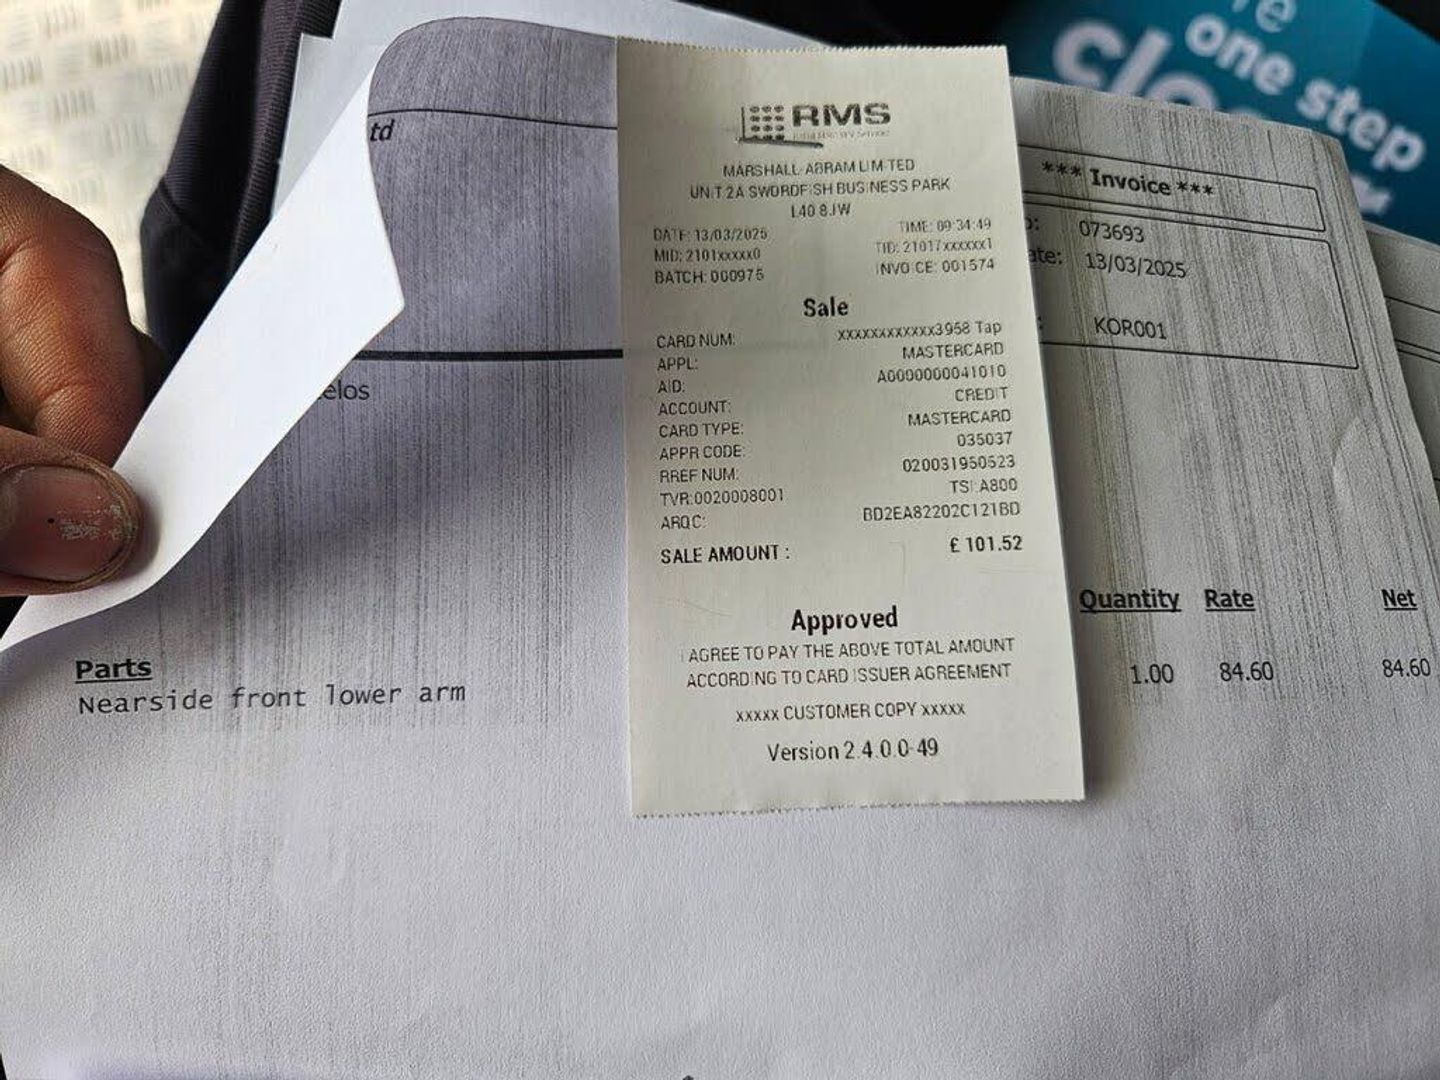 one step
td
elos
RMS
MARSHALL ABRAM LIMITED
UNIT 2A SWORDFISH BUSINESS PARK
L40 8JW
DATE: 13/03/2025 TIME: 09:34:49
MID: 2101xxxxx0 TID: 21017xxxxxx1
BATCH: 000975 INVOICE: 001574
Sale
CARD NUM: xxxxxxxxxxxx3958 Tap
APPL: MASTERCARD
AID: A0000000041010
ACCOUNT: CREDIT
CARD TYPE: MASTERCARD
APPR CODE: 035037
RREF NUM: 020031950523
TVR:0020008001 TSI:A800
ARQC: BD2EA82202C121BD
SALE AMOUNT : £ 101.52
Approved
I AGREE TO PAY THE ABOVE TOTAL AMOUNT
ACCORDING TO CARD ISSUER AGREEMENT
xxxxx CUSTOMER COPY xxxxx
Version 2.4.0.0-49
*** Invoice ***
073693
ate: 13/03/2025
KOR001
Quantity Rate Net
Parts
Nearside front lower arm 1.00 84.60 84.60